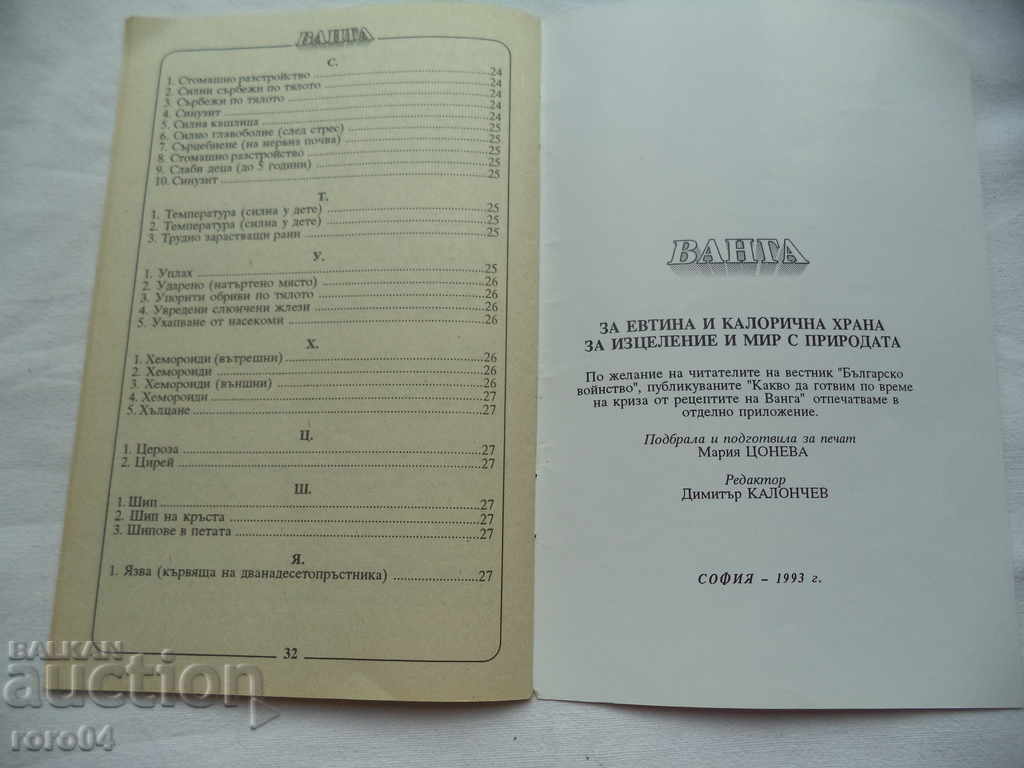 ВАНГА
С.
1. Стомашно разстройство ........ 24
2. Силни сърбежи по тялото ........ 24
3. Сърбежи по тялото ........ 24
4. Синузит ........ 24
5. Силна кашлица ........ 24
6. Силно главоболие (след стрес) ........ 25
7. Сърцебиене (на нервна почва) ........ 25
8. Стомашно разстройство ........ 25
9. Слаби деца (до 5 години) ........ 25
10. Синузит ........ 25
Т.
1. Температура (силна у дете) ........ 25
2. Температура (силна у дете) ........ 25
3. Трудно зарастващи рани ........ 25
У.
1. Уплах ........ 25
2. Ударено (натъртено място) ........ 26
3. Упорити обриви по тялото ........ 26
4. Увредени слюнчени жлези ........ 26
5. Ухапване от насекоми ........ 26
Х.
1. Хемороиди (вътрешни) ........ 26
2. Хемороиди ........ 26
3. Хемороиди (външни) ........ 26
4. Хемороиди ........ 27
5. Хълцане ........ 27
Ц.
1. Цероза ........ 27
2. Цирей ........ 27
Ш.
1. Шип ........ 27
2. Шип на кръста ........ 27
3. Шипове в петата ........ 27
Я.
1. Язва (кървяща на дванадесетопръстника) ........ 27
32
ВАНГА
ЗА ЕВТИНА И КАЛОРИЧНА ХРАНА
ЗА ИЗЦЕЛЕНИЕ И МИР С ПРИРОДАТА
По желание на читателите на вестник "Българско
войнство", публикуваните "Какво да готвим по време
на криза от рецептите на Ванга" отпечатваме в
отделно приложение.
Подбрала и подготвила за печат
Мария ЦОНЕВА
Редактор
Димитър КАЛОНЧЕВ
СОФИЯ – 1993 г.
BALKAN
auction
roro04